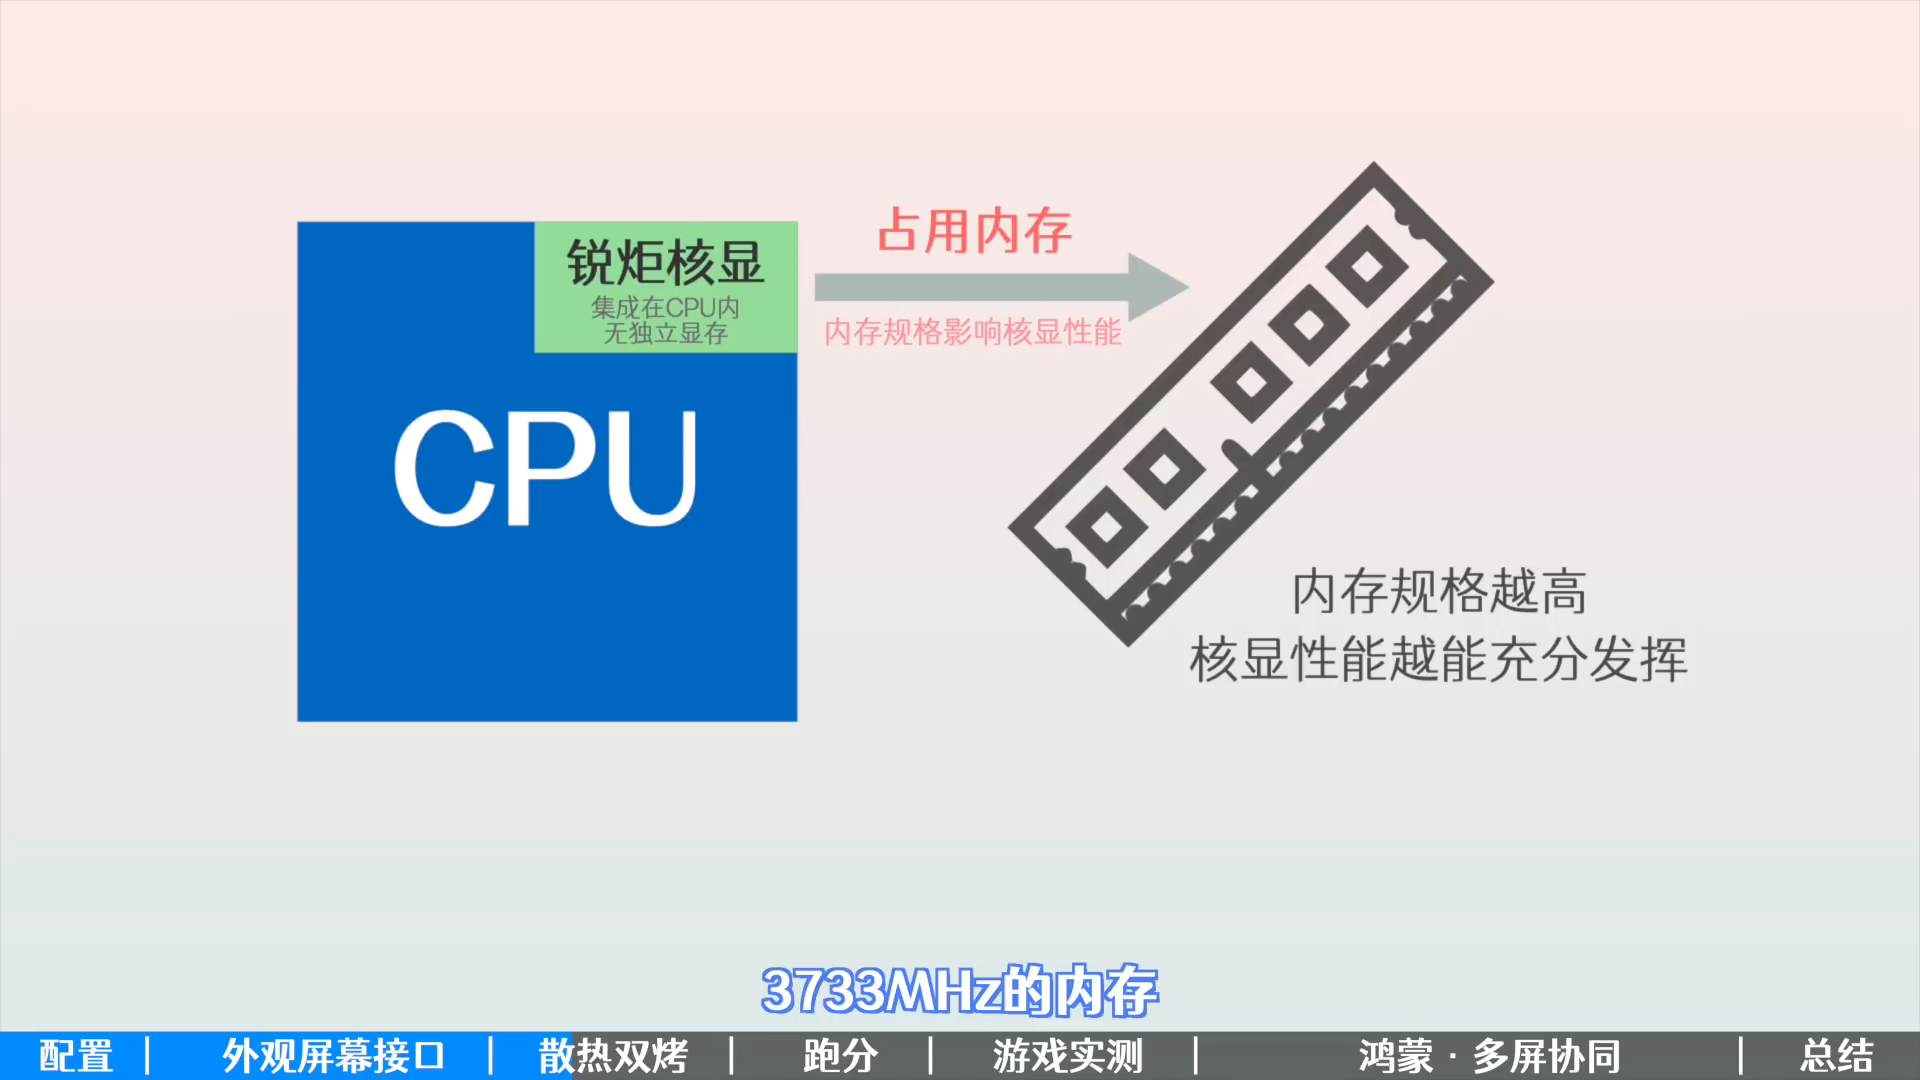 锐炬核显
集成在CPU内
无独立显存
CPU
占用内存
内存规格影响核显性能
内存规格越高
核显性能越能充分发挥
3733MHz的内存
配置 | 外观屏幕接口 | 散热双烤 | 跑分 | 游戏实测 | 鸿蒙·多屏协同 | 总结